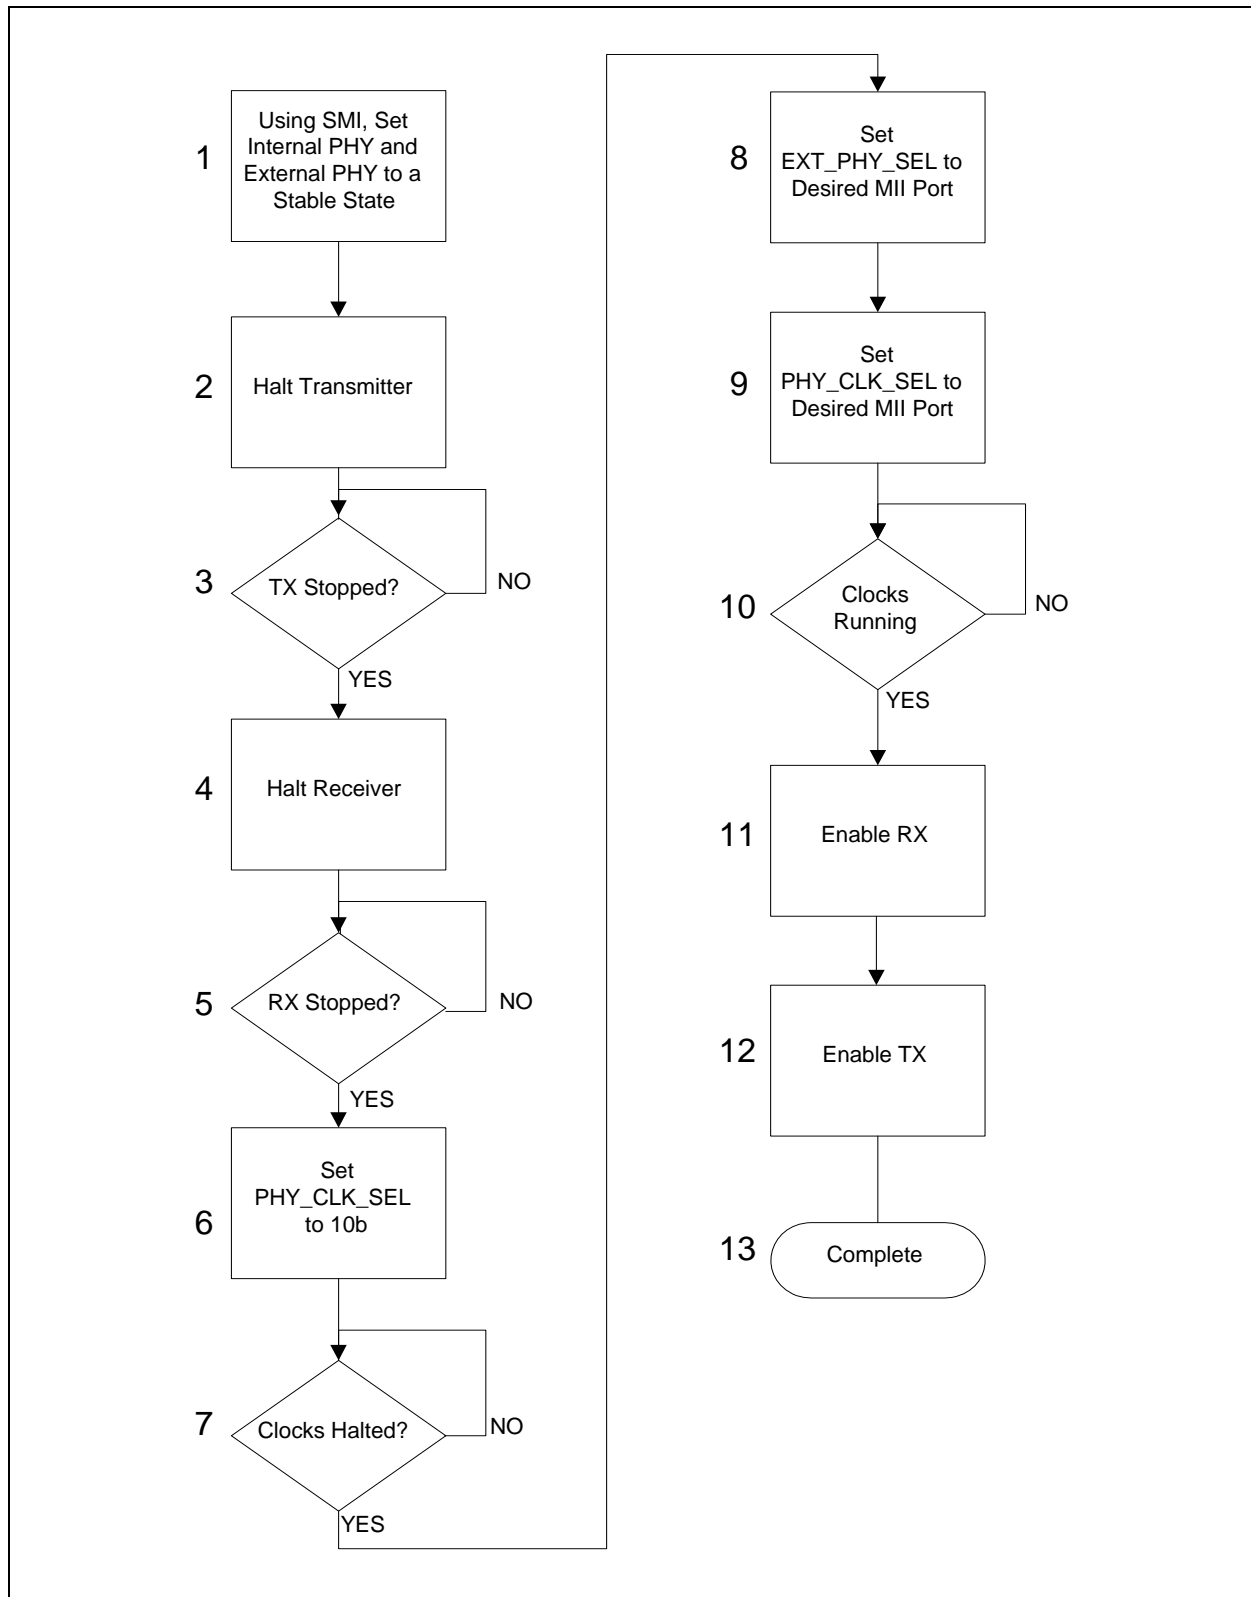 1
Using SMI, Set
Internal PHY and
External PHY to a
Stable State
2
Halt Transmitter
3
TX Stopped?
NO
YES
4
Halt Receiver
5
RX Stopped?
NO
YES
6
Set
PHY_CLK_SEL
to 10b
7
Clocks Halted?
NO
YES
8
Set
EXT_PHY_SEL to
Desired MII Port
9
Set
PHY_CLK_SEL to
Desired MII Port
10
Clocks
Running
NO
YES
11
Enable RX
12
Enable TX
13
Complete